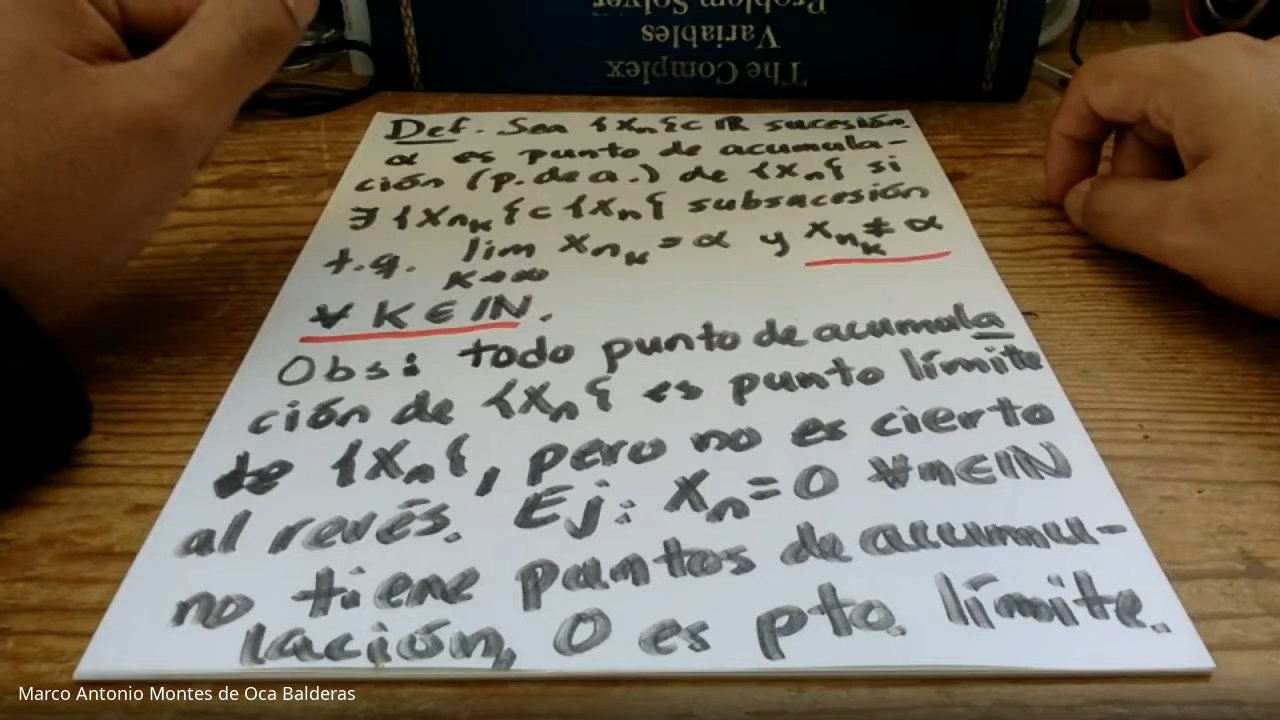 The Complex
Variables
Problem Solver
Def. Sea {Xn{ C IR sucesión.
α es punto de acumula-
ción (p. de a.) de {Xn{ si
∃ {Xnₖ{ C {Xn{ subsucesión
t.q. lim Xnₖ = α y Xnₖ ≠ α
K→∞
∀ K ∈ IN.
Obs: todo punto de acumula
ción de {Xn{ es punto límite
de {Xn{, pero no es cierto
al revés. Ej: Xn = 0 ∀n∈IN
no tiene puntos de acumu-
lación, 0 es pto. límite.
Marco Antonio Montes de Oca Balderas